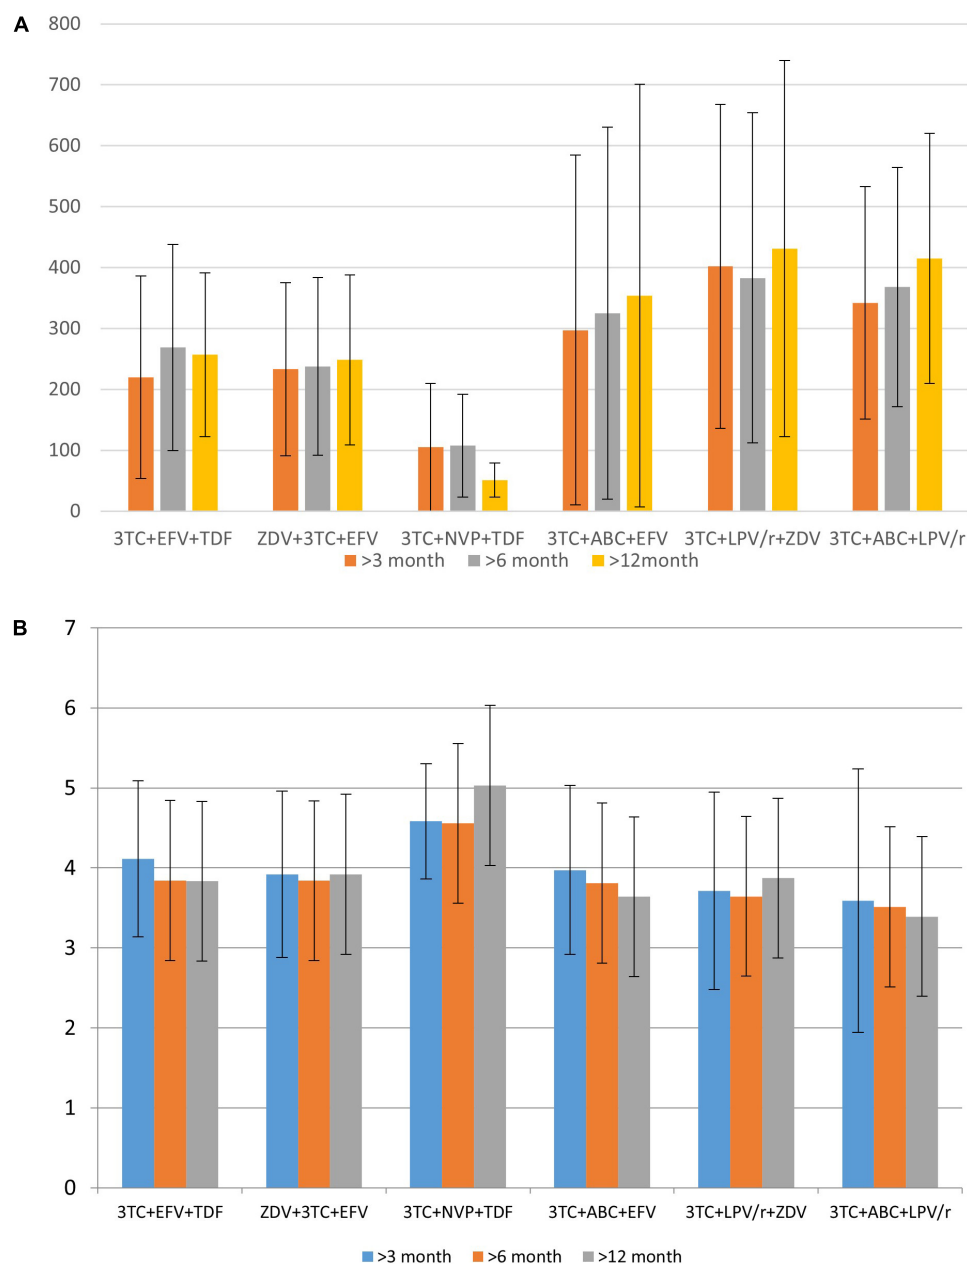 A
800
700
600
500
400
300
200
100
0
3TC+EFV+TDF ZDV+3TC+EFV 3TC+NVP+TDF 3TC+ABC+EFV 3TC+LPV/r+ZDV 3TC+ABC+LPV/r
>3 month >6 month >12month
B
7
6
5
4
3
2
1
0
3TC+EFV+TDF ZDV+3TC+EFV 3TC+NVP+TDF 3TC+ABC+EFV 3TC+LPV/r+ZDV 3TC+ABC+LPV/r
>3 month >6 month >12 month